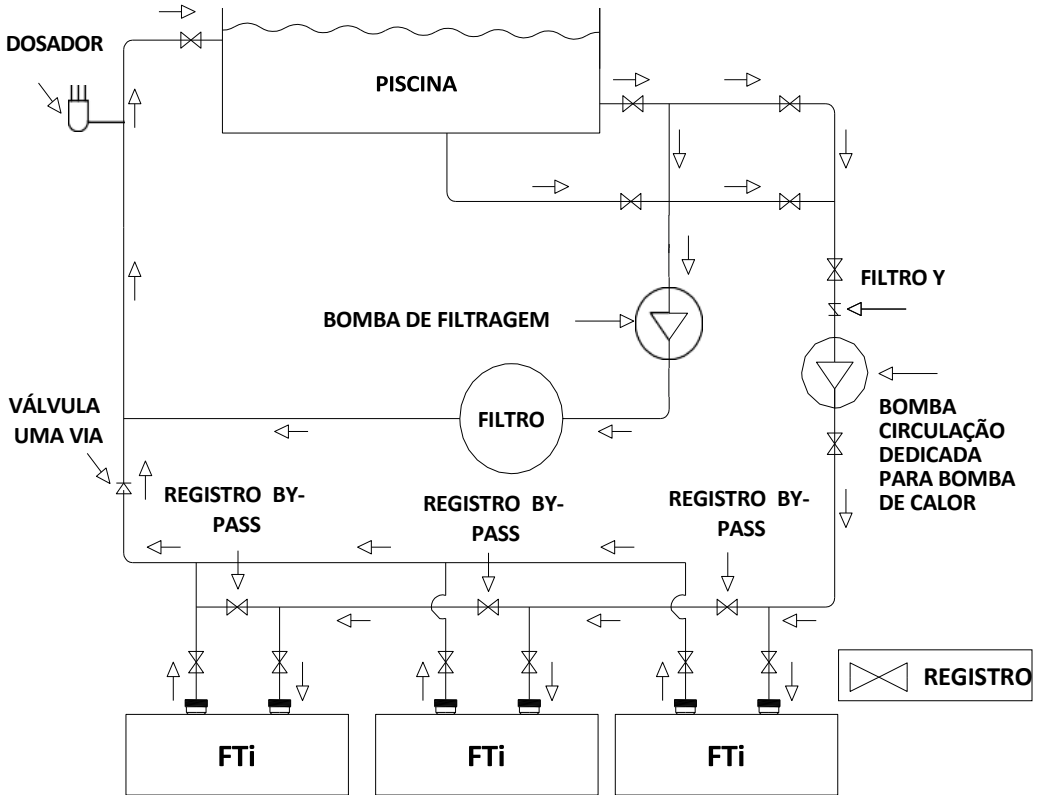 DOSADOR
PISCINA
BOMBA DE FILTRAGEM
FILTRO Y
FILTRO
BOMBA
CIRCULAÇÃO
DEDICADA
PARA BOMBA
DE CALOR
VÁLVULA
UMA VIA
REGISTRO BY-
PASS
REGISTRO BY-
PASS
REGISTRO BY-
PASS
REGISTRO
FTi
FTi
FTi